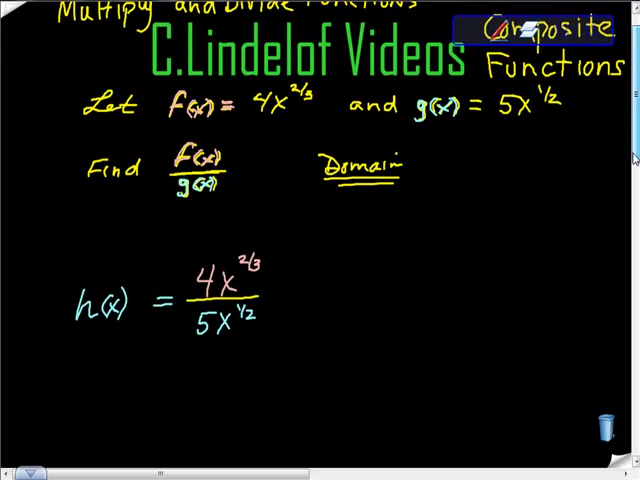 Multiply and Divide Functions
Composite
Functions
C.Lindelof Videos
Let f(x) = 4x^2/3 and g(x) = 5x^1/2
Find f(x)/g(x) Domain
h(x) = 4x^2/3 / 5x^1/2